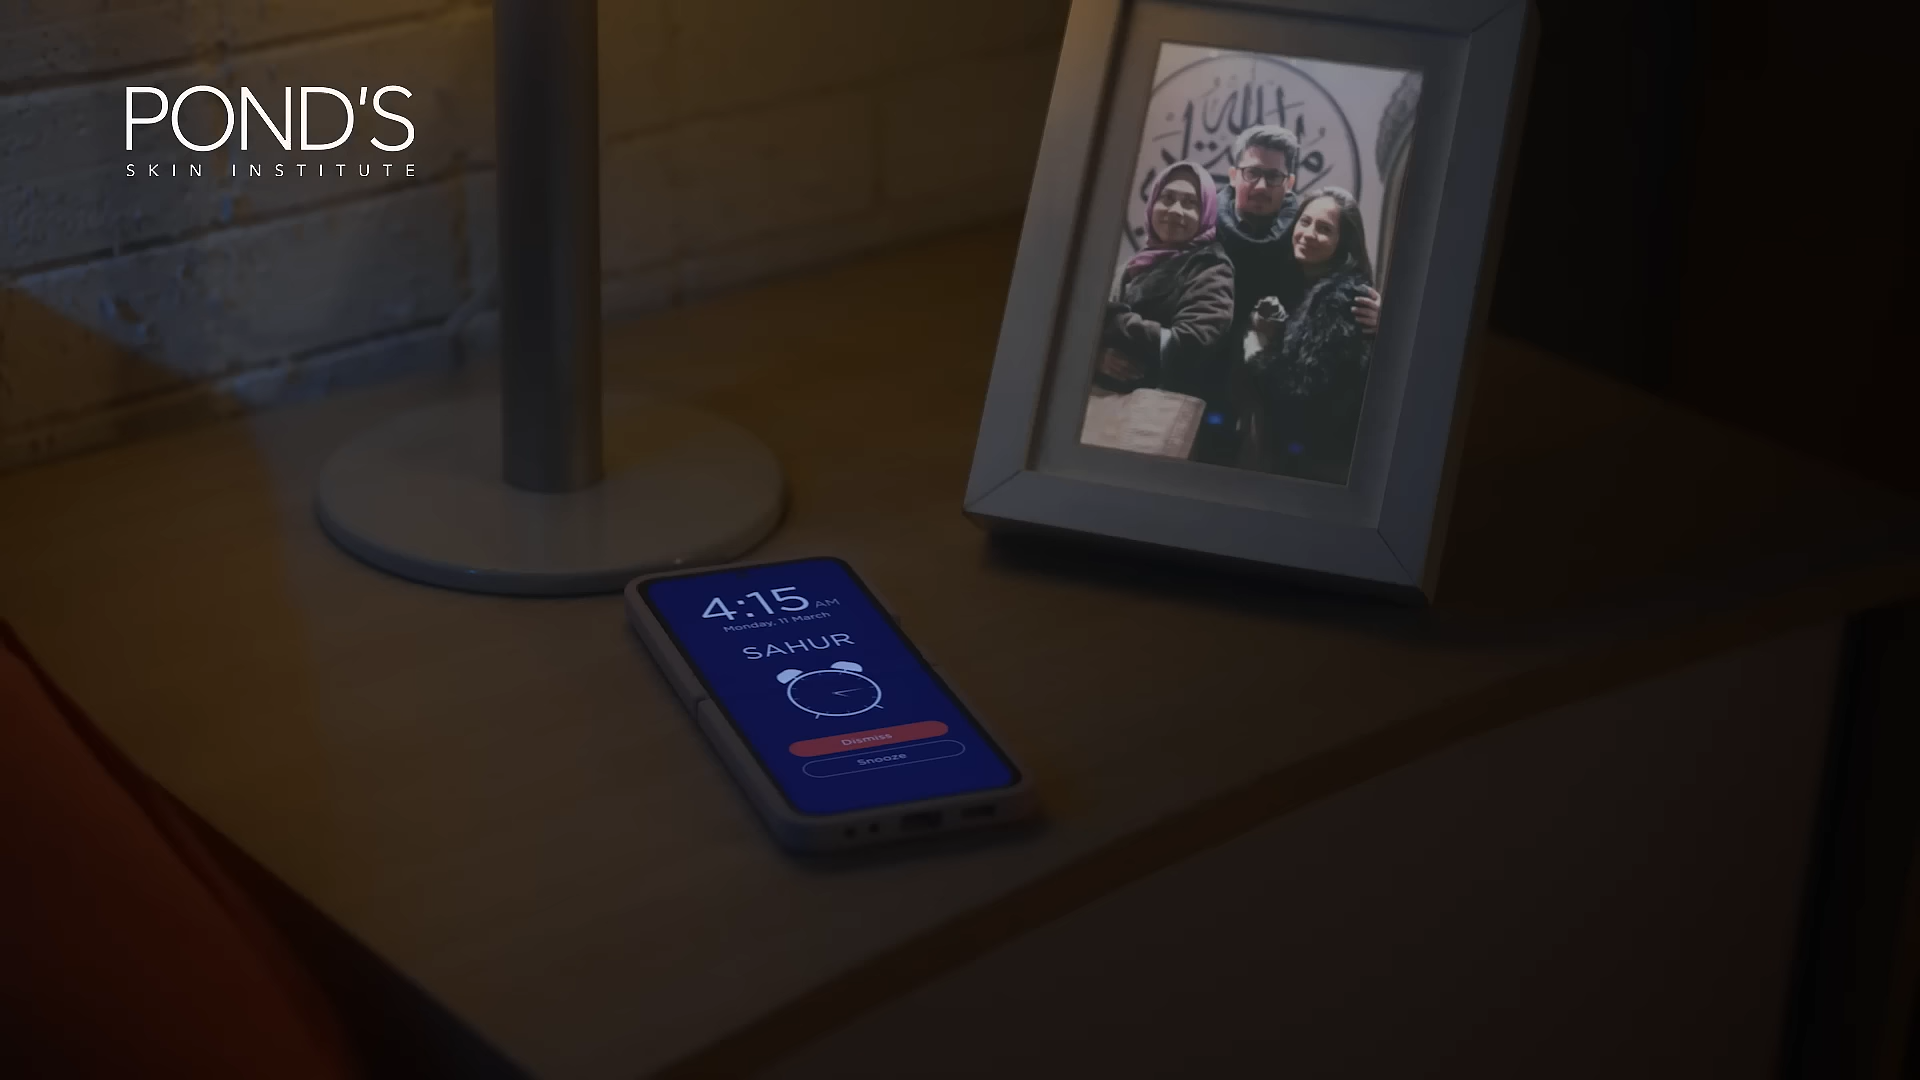 POND'S
SKIN INSTITUTE
4:15 AM
Monday, 11 March
SAHUR
Dismiss
Snooze